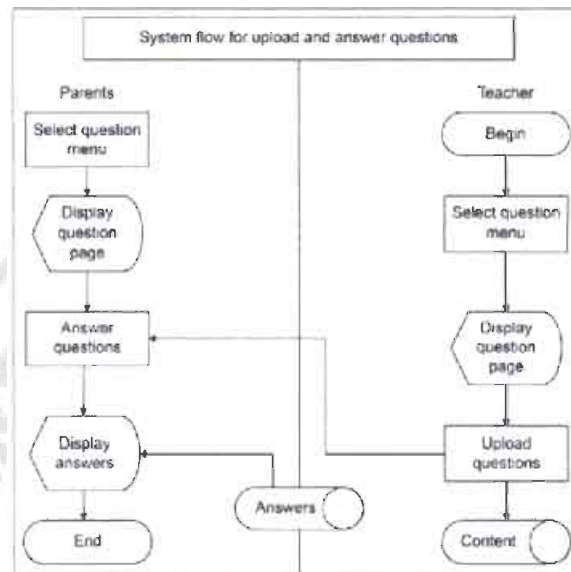 System flow for upload and answer questions
Parents
Select question
menu
Display
question
page
Answer
questions
Display
answers
End
Teacher
Begin
Select question
menu
Display
question
page
Upload
questions
Content
Answers